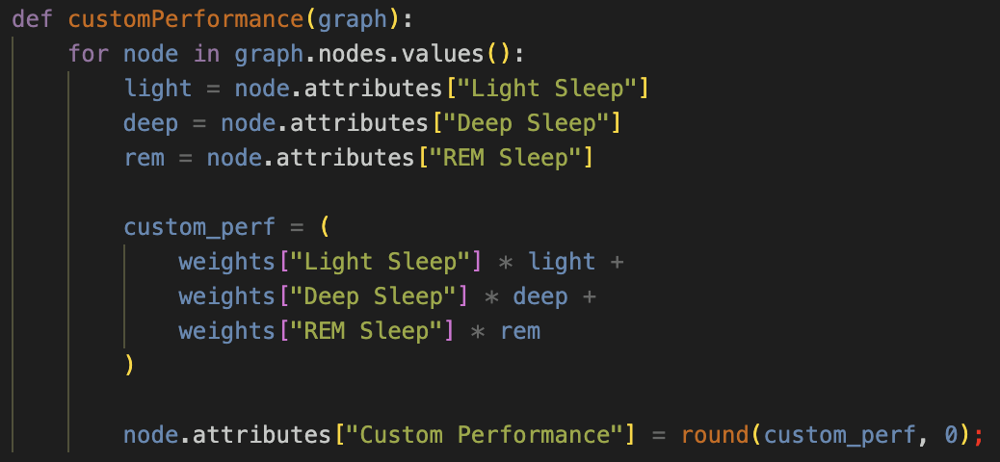 def customPerformance(graph):
    for node in graph.nodes.values():
        light = node.attributes["Light Sleep"]
        deep = node.attributes["Deep Sleep"]
        rem = node.attributes["REM Sleep"]

        custom_perf = (
            weights["Light Sleep"] * light +
            weights["Deep Sleep"] * deep +
            weights["REM Sleep"] * rem
        )

        node.attributes["Custom Performance"] = round(custom_perf, 0);